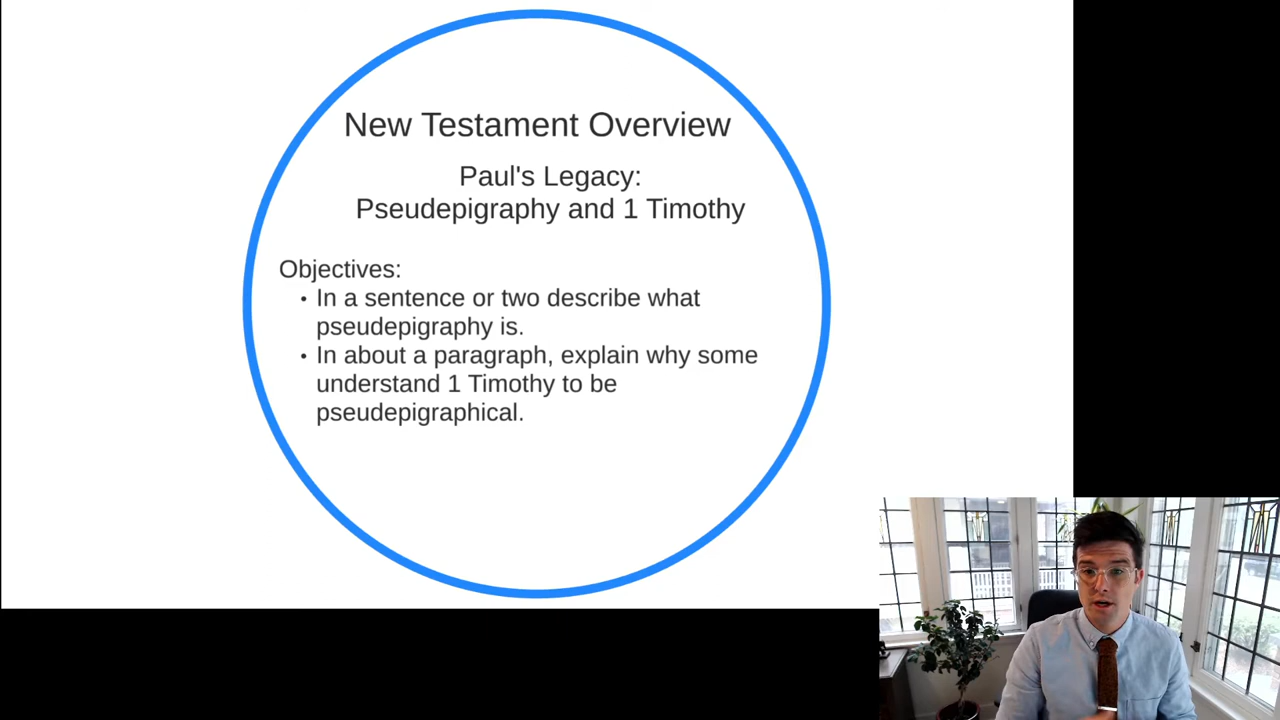 New Testament Overview
Paul's Legacy:
Pseudepigraphy and 1 Timothy
Objectives:
• In a sentence or two describe what
pseudepigraphy is.
• In about a paragraph, explain why some
understand 1 Timothy to be
pseudepigraphical.